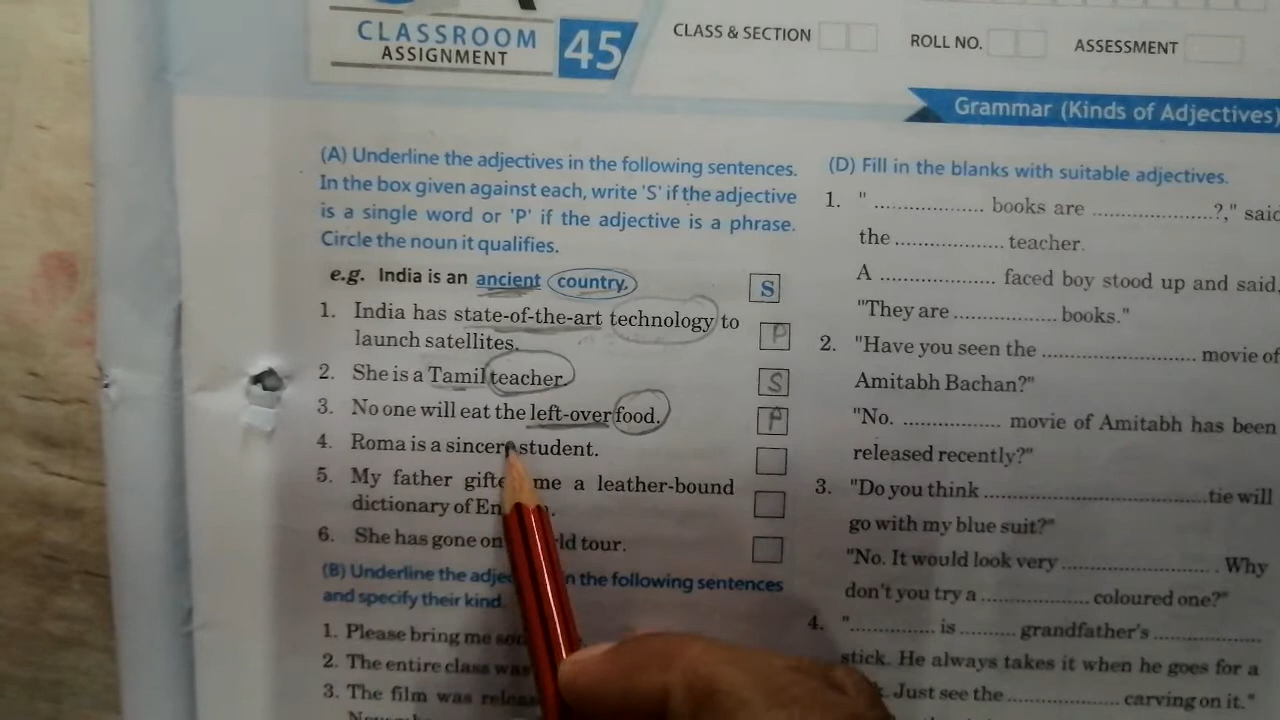 CLASSROOM
ASSIGNMENT
45
CLASS & SECTION
ROLL NO.
ASSESSMENT
Grammar (Kinds of Adjectives)
(A) Underline the adjectives in the following sentences.
In the box given against each, write 'S' if the adjective
is a single word or 'P' if the adjective is a phrase.
Circle the noun it qualifies.
e.g. India is an ancient country. S
1. India has state-of-the-art technology to P
launch satellites.
2. She is a Tamil teacher. S
3. No one will eat the left-over food. P
4. Roma is a sincere student.
5. My father gifte me a leather-bound
dictionary of En
6. She has gone on ld tour.
(B) Underline the adje n the following sentences
and specify their kind.
1. Please bring me so
2. The entire class was
3. The film was relea
(D) Fill in the blanks with suitable adjectives.
1. " .................... books are ......................?," said
the .................... teacher.
A ...................... faced boy stood up and said,
"They are ................... books."
2. "Have you seen the ............................ movie of
Amitabh Bachan?"
"No. .................. movie of Amitabh has been
released recently?"
3. "Do you think ........................................tie will
go with my blue suit?"
"No. It would look very ........................... . Why
don't you try a .................... coloured one?"
4. "............... is .......... grandfather's ...................
stick. He always takes it when he goes for a
Just see the ..................... carving on it."